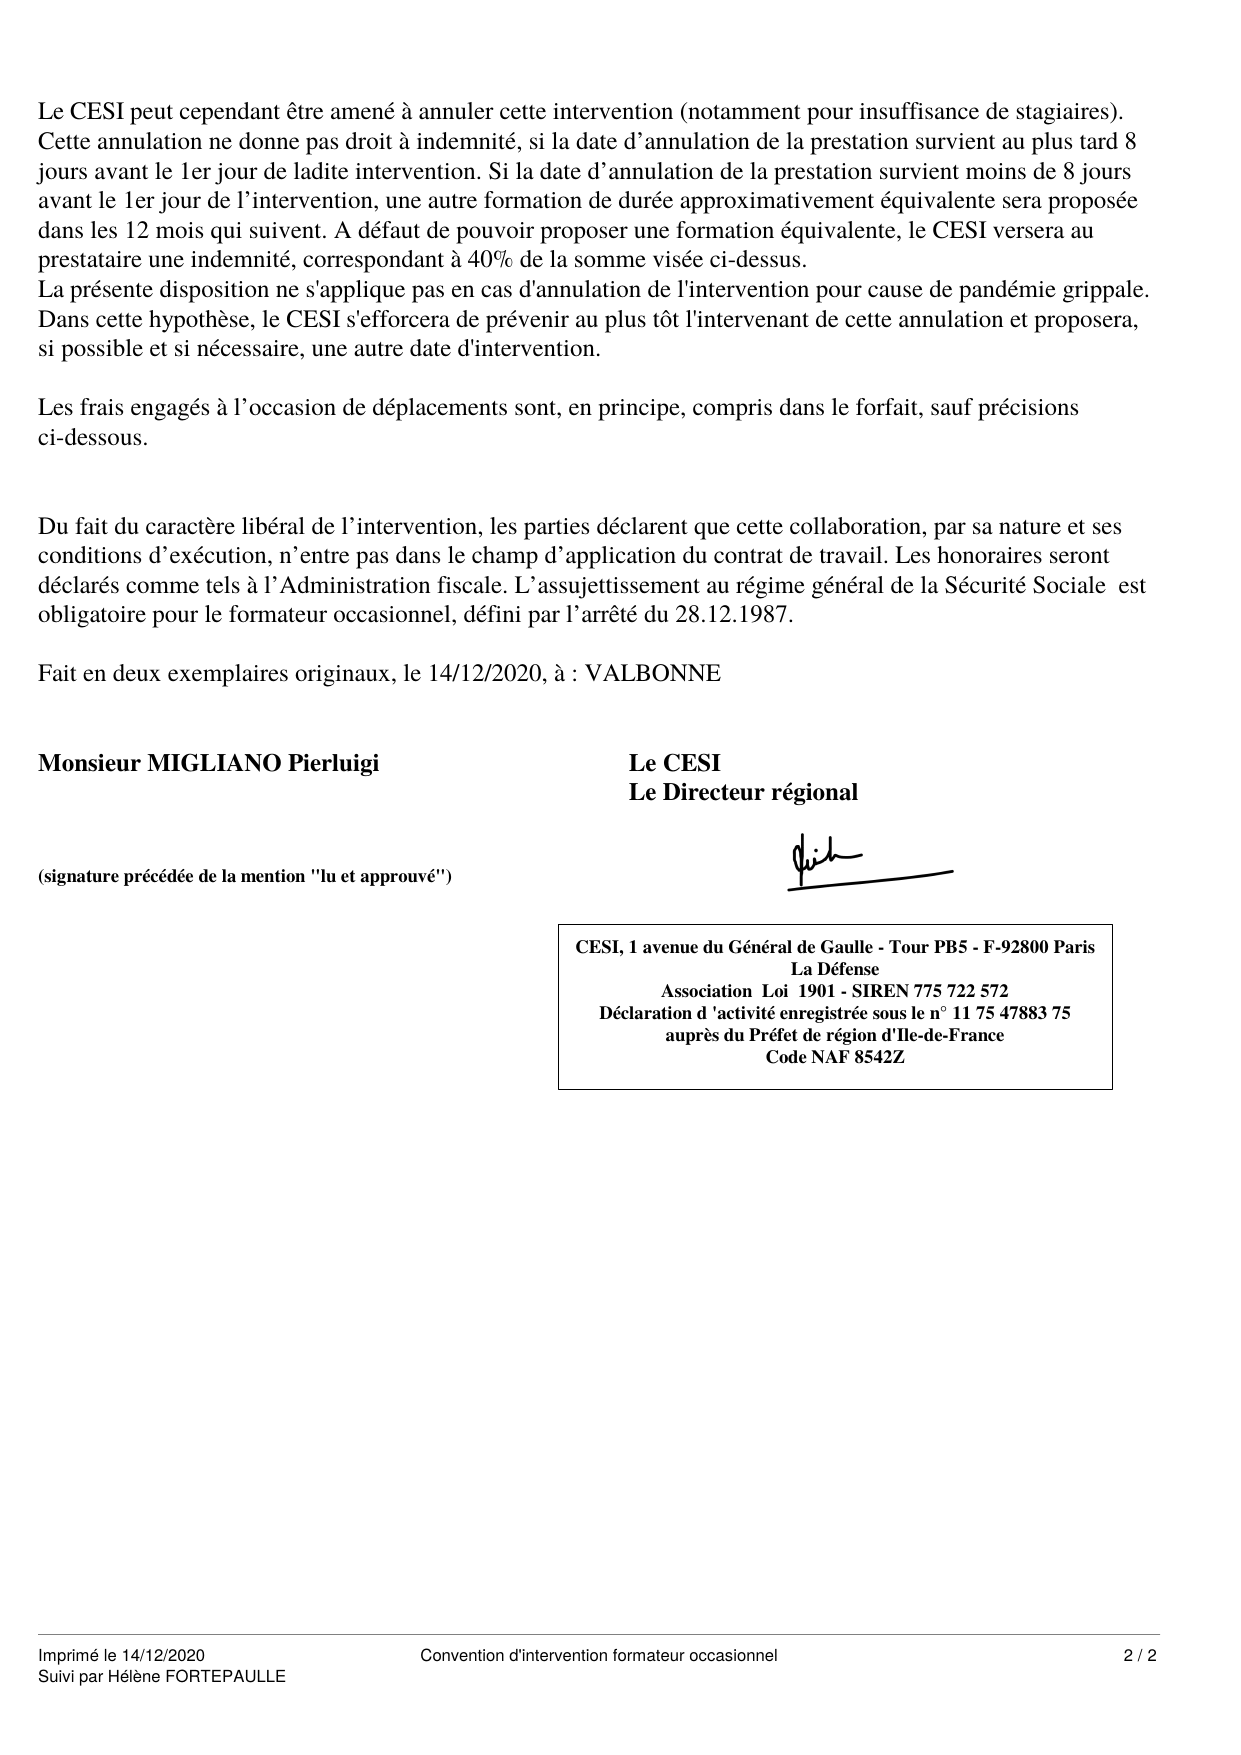 Le CESI peut cependant être amené à annuler cette intervention (notamment pour insuffisance de stagiaires).
Cette annulation ne donne pas droit à indemnité, si la date d’annulation de la prestation survient au plus tard 8
jours avant le 1er jour de ladite intervention. Si la date d’annulation de la prestation survient moins de 8 jours
avant le 1er jour de l’intervention, une autre formation de durée approximativement équivalente sera proposée
dans les 12 mois qui suivent. A défaut de pouvoir proposer une formation équivalente, le CESI versera au
prestataire une indemnité, correspondant à 40% de la somme visée ci-dessus.
La présente disposition ne s'applique pas en cas d'annulation de l'intervention pour cause de pandémie grippale.
Dans cette hypothèse, le CESI s'efforcera de prévenir au plus tôt l'intervenant de cette annulation et proposera,
si possible et si nécessaire, une autre date d'intervention.
Les frais engagés à l’occasion de déplacements sont, en principe, compris dans le forfait, sauf précisions
ci-dessous.
Du fait du caractère libéral de l’intervention, les parties déclarent que cette collaboration, par sa nature et ses
conditions d’exécution, n’entre pas dans le champ d’application du contrat de travail. Les honoraires seront
déclarés comme tels à l’Administration fiscale. L’assujettissement au régime général de la Sécurité Sociale  est
obligatoire pour le formateur occasionnel, défini par l’arrêté du 28.12.1987.
Fait en deux exemplaires originaux, le 14/12/2020, à : VALBONNE
Monsieur MIGLIANO Pierluigi
Le CESI
Le Directeur régional
(signature précédée de la mention "lu et approuvé")
CESI, 1 avenue du Général de Gaulle - Tour PB5 - F-92800 Paris
La Défense
Association  Loi  1901 - SIREN 775 722 572
Déclaration d 'activité enregistrée sous le n° 11 75 47883 75
auprès du Préfet de région d'Ile-de-France
Code NAF 8542Z
Imprimé le 14/12/2020
Suivi par Hélène FORTEPAULLE
Convention d'intervention formateur occasionnel
2 / 2